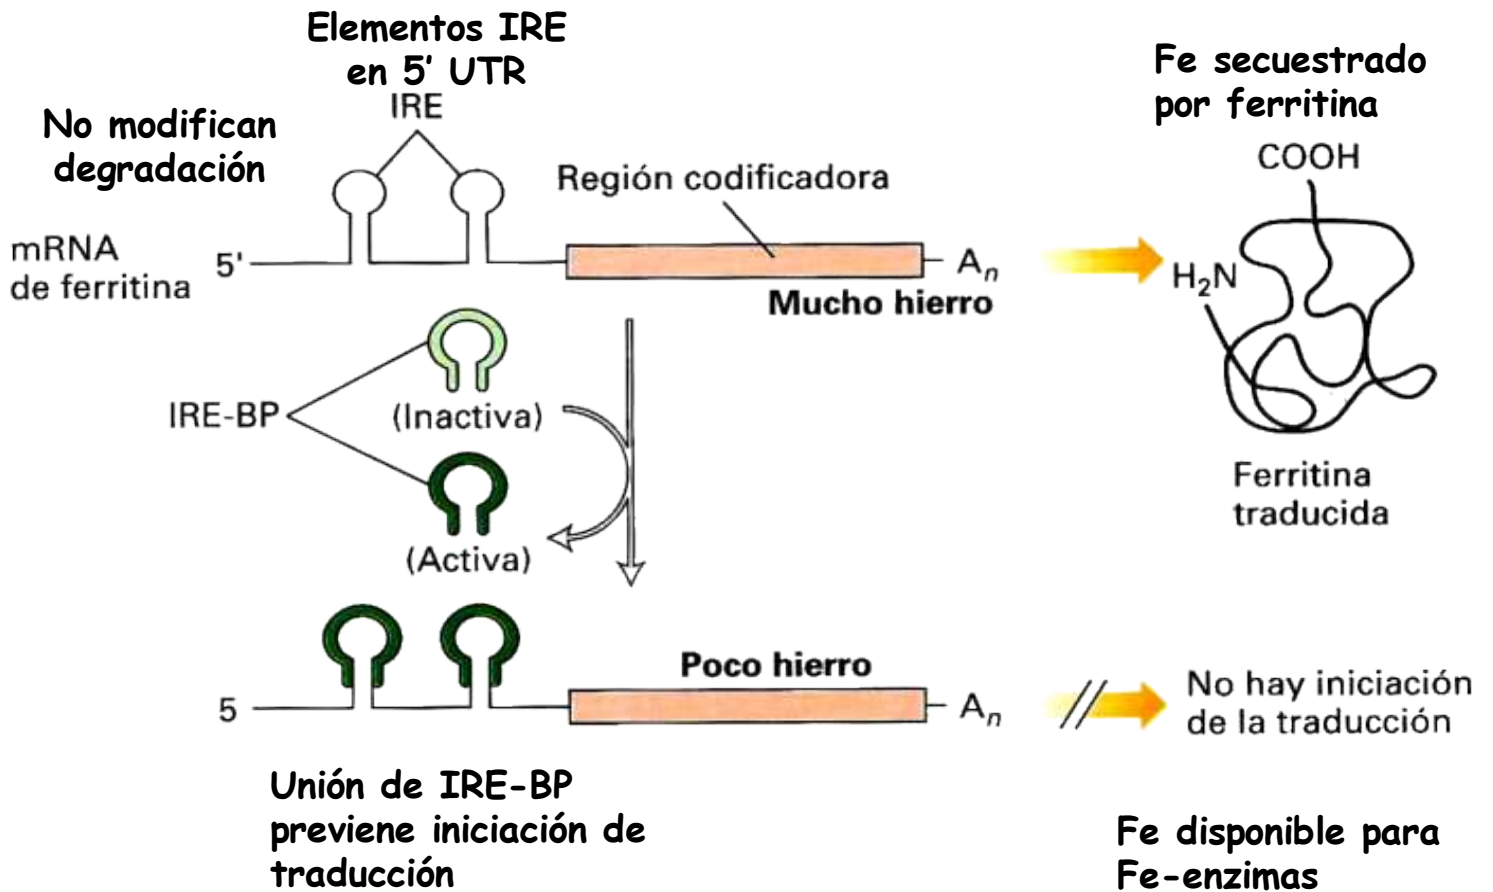 Elementos IRE
en 5' UTR
IRE
No modifican
degradación
Región codificadora
mRNA
de ferritina
5'
An
Mucho hierro
Fe secuestrado
por ferritina
COOH
H2N
Ferritina
traducida
IRE-BP
(Inactiva)
(Activa)
Poco hierro
5
An
No hay iniciación
de la traducción
Unión de IRE-BP
previene iniciación de
traducción
Fe disponible para
Fe-enzimas